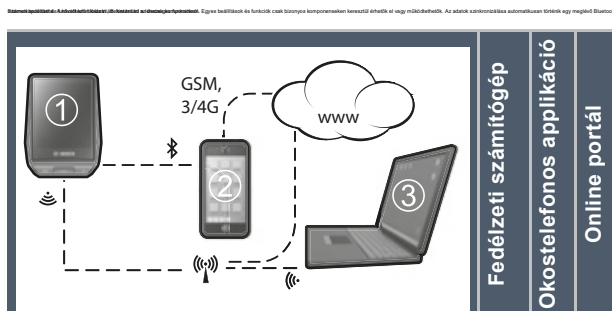 Egyes beállítások és funkciók csak bizonyos komponenseken keresztül érhetők el vagy működtethetők. Az adatok szinkronizálása automatikusan történik egy meglévő
1
GSM,
3/4G
www
2
3
Fedélzeti számítógép
Okostelefonos applikáció
Online portál